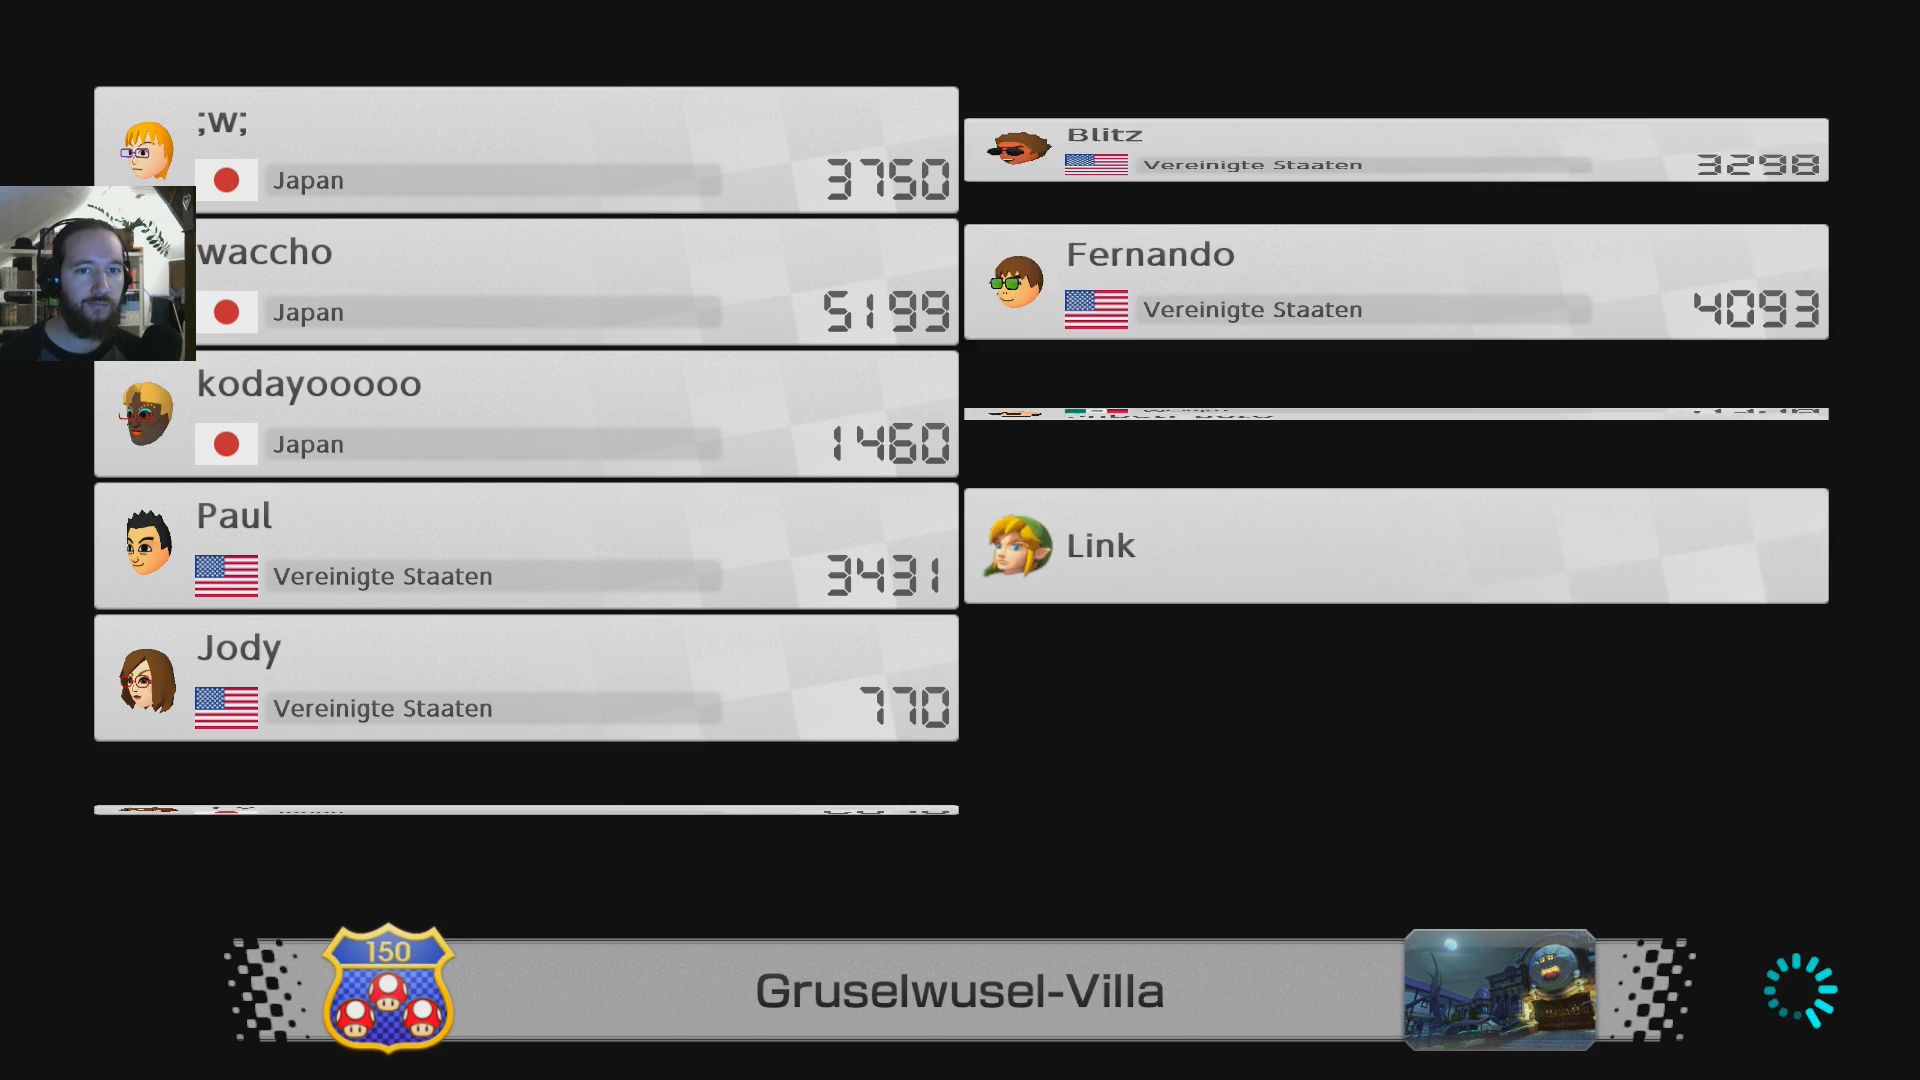 ;w;
Japan
3750
waccho
Japan
5199
kodayooooo
Japan
1460
Paul
Vereinigte Staaten
3431
Jody
Vereinigte Staaten
770
Blitz
Vereinigte Staaten
3298
Fernando
Vereinigte Staaten
4093
Link
150
Gruselwusel-Villa